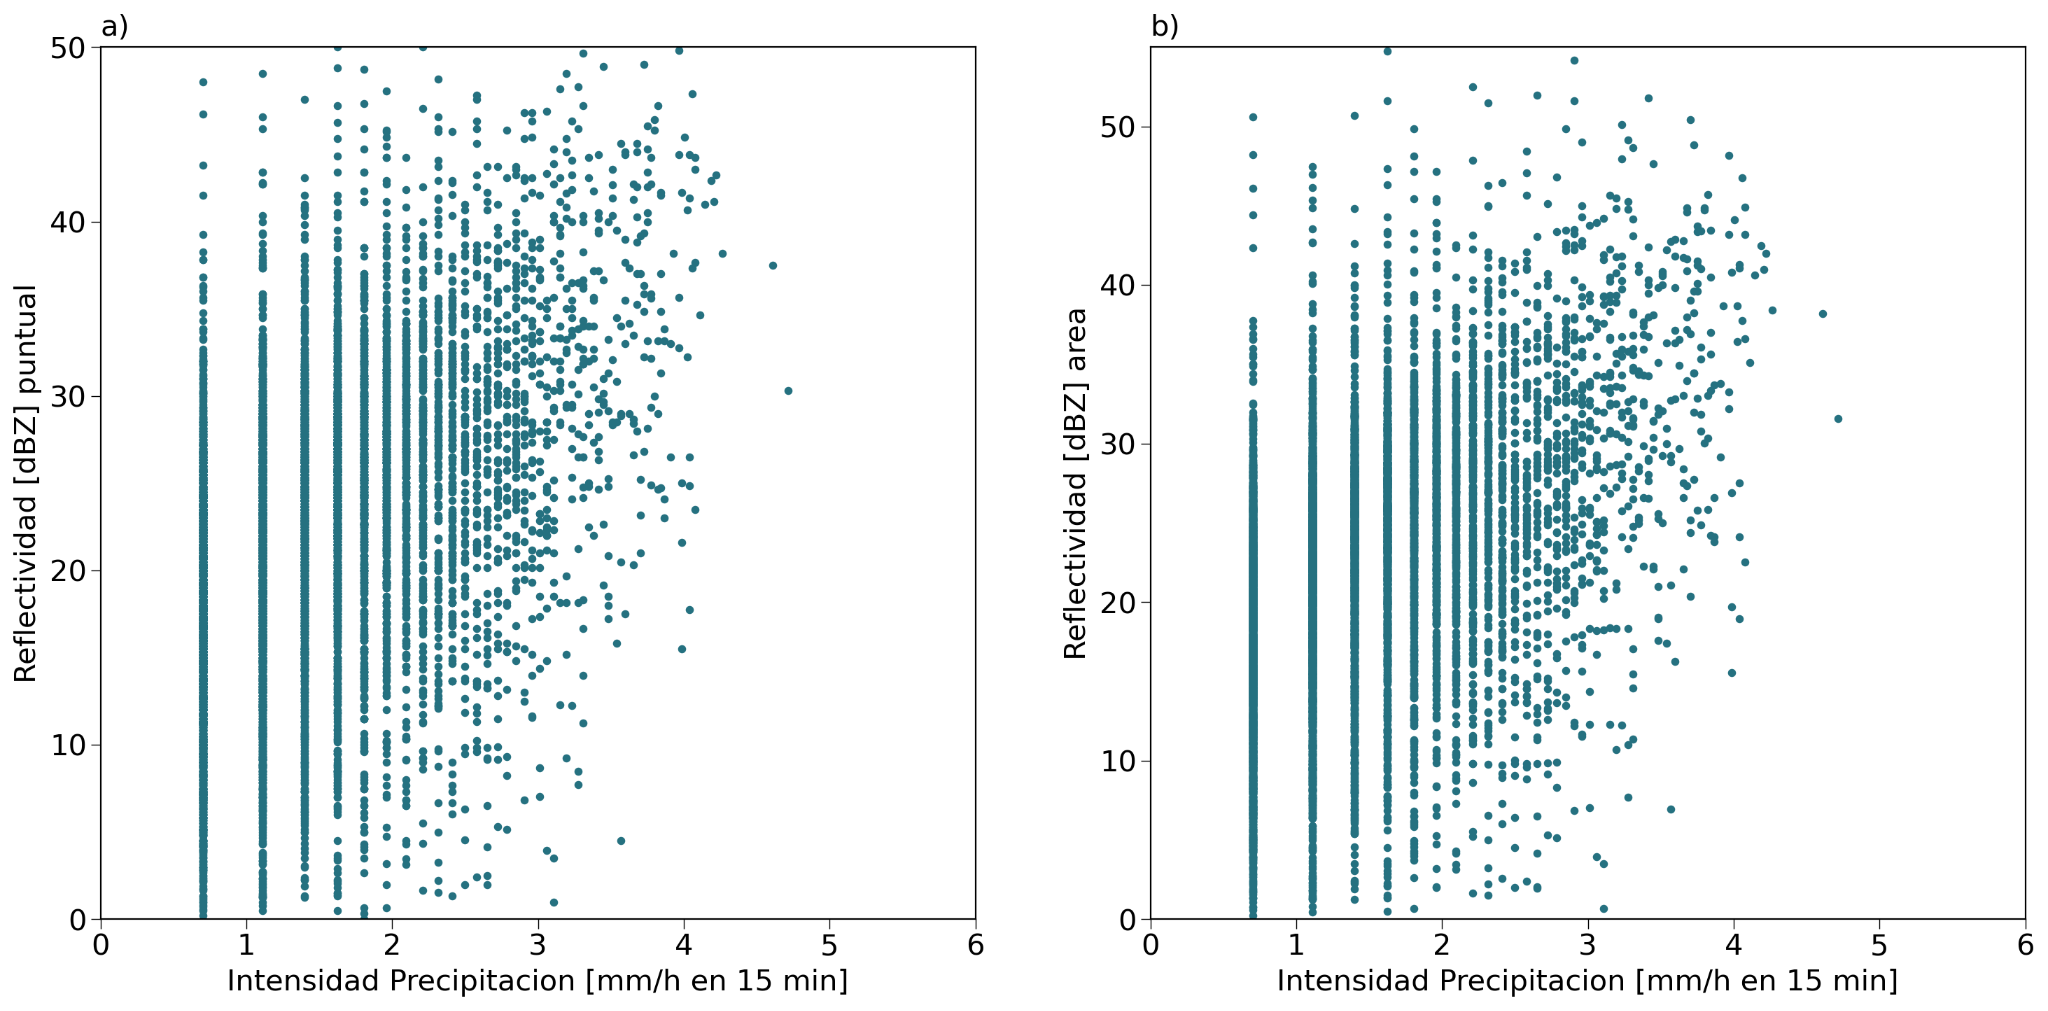 a)
50
40
30
20
10
0
Reflectividad [dBZ] puntual
0 1 2 3 4 5 6
Intensidad Precipitacion [mm/h en 15 min]
b)
50
40
30
20
10
0
Reflectividad [dBZ] area
0 1 2 3 4 5 6
Intensidad Precipitacion [mm/h en 15 min]